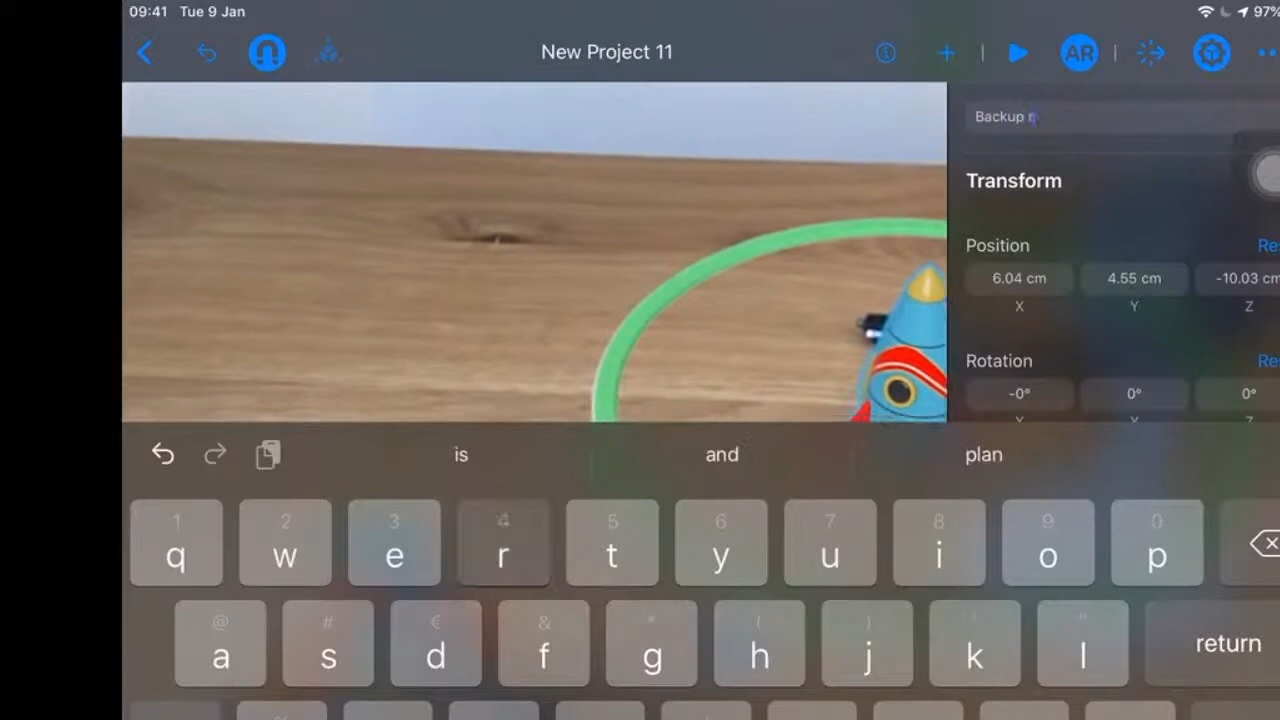 09:41 Tue 9 Jan 97%
New Project 11 AR
Backup r
Transform
Position Res
6.04 cm 4.55 cm -10.03 cm
X Y Z
Rotation Res
-0° 0° 0°
is and plan
1 2 3 4 5 6 7 8 9 0
q w e r t y u i o p
@ # € & * ( ) ' "
a s d f g h j k l return
%